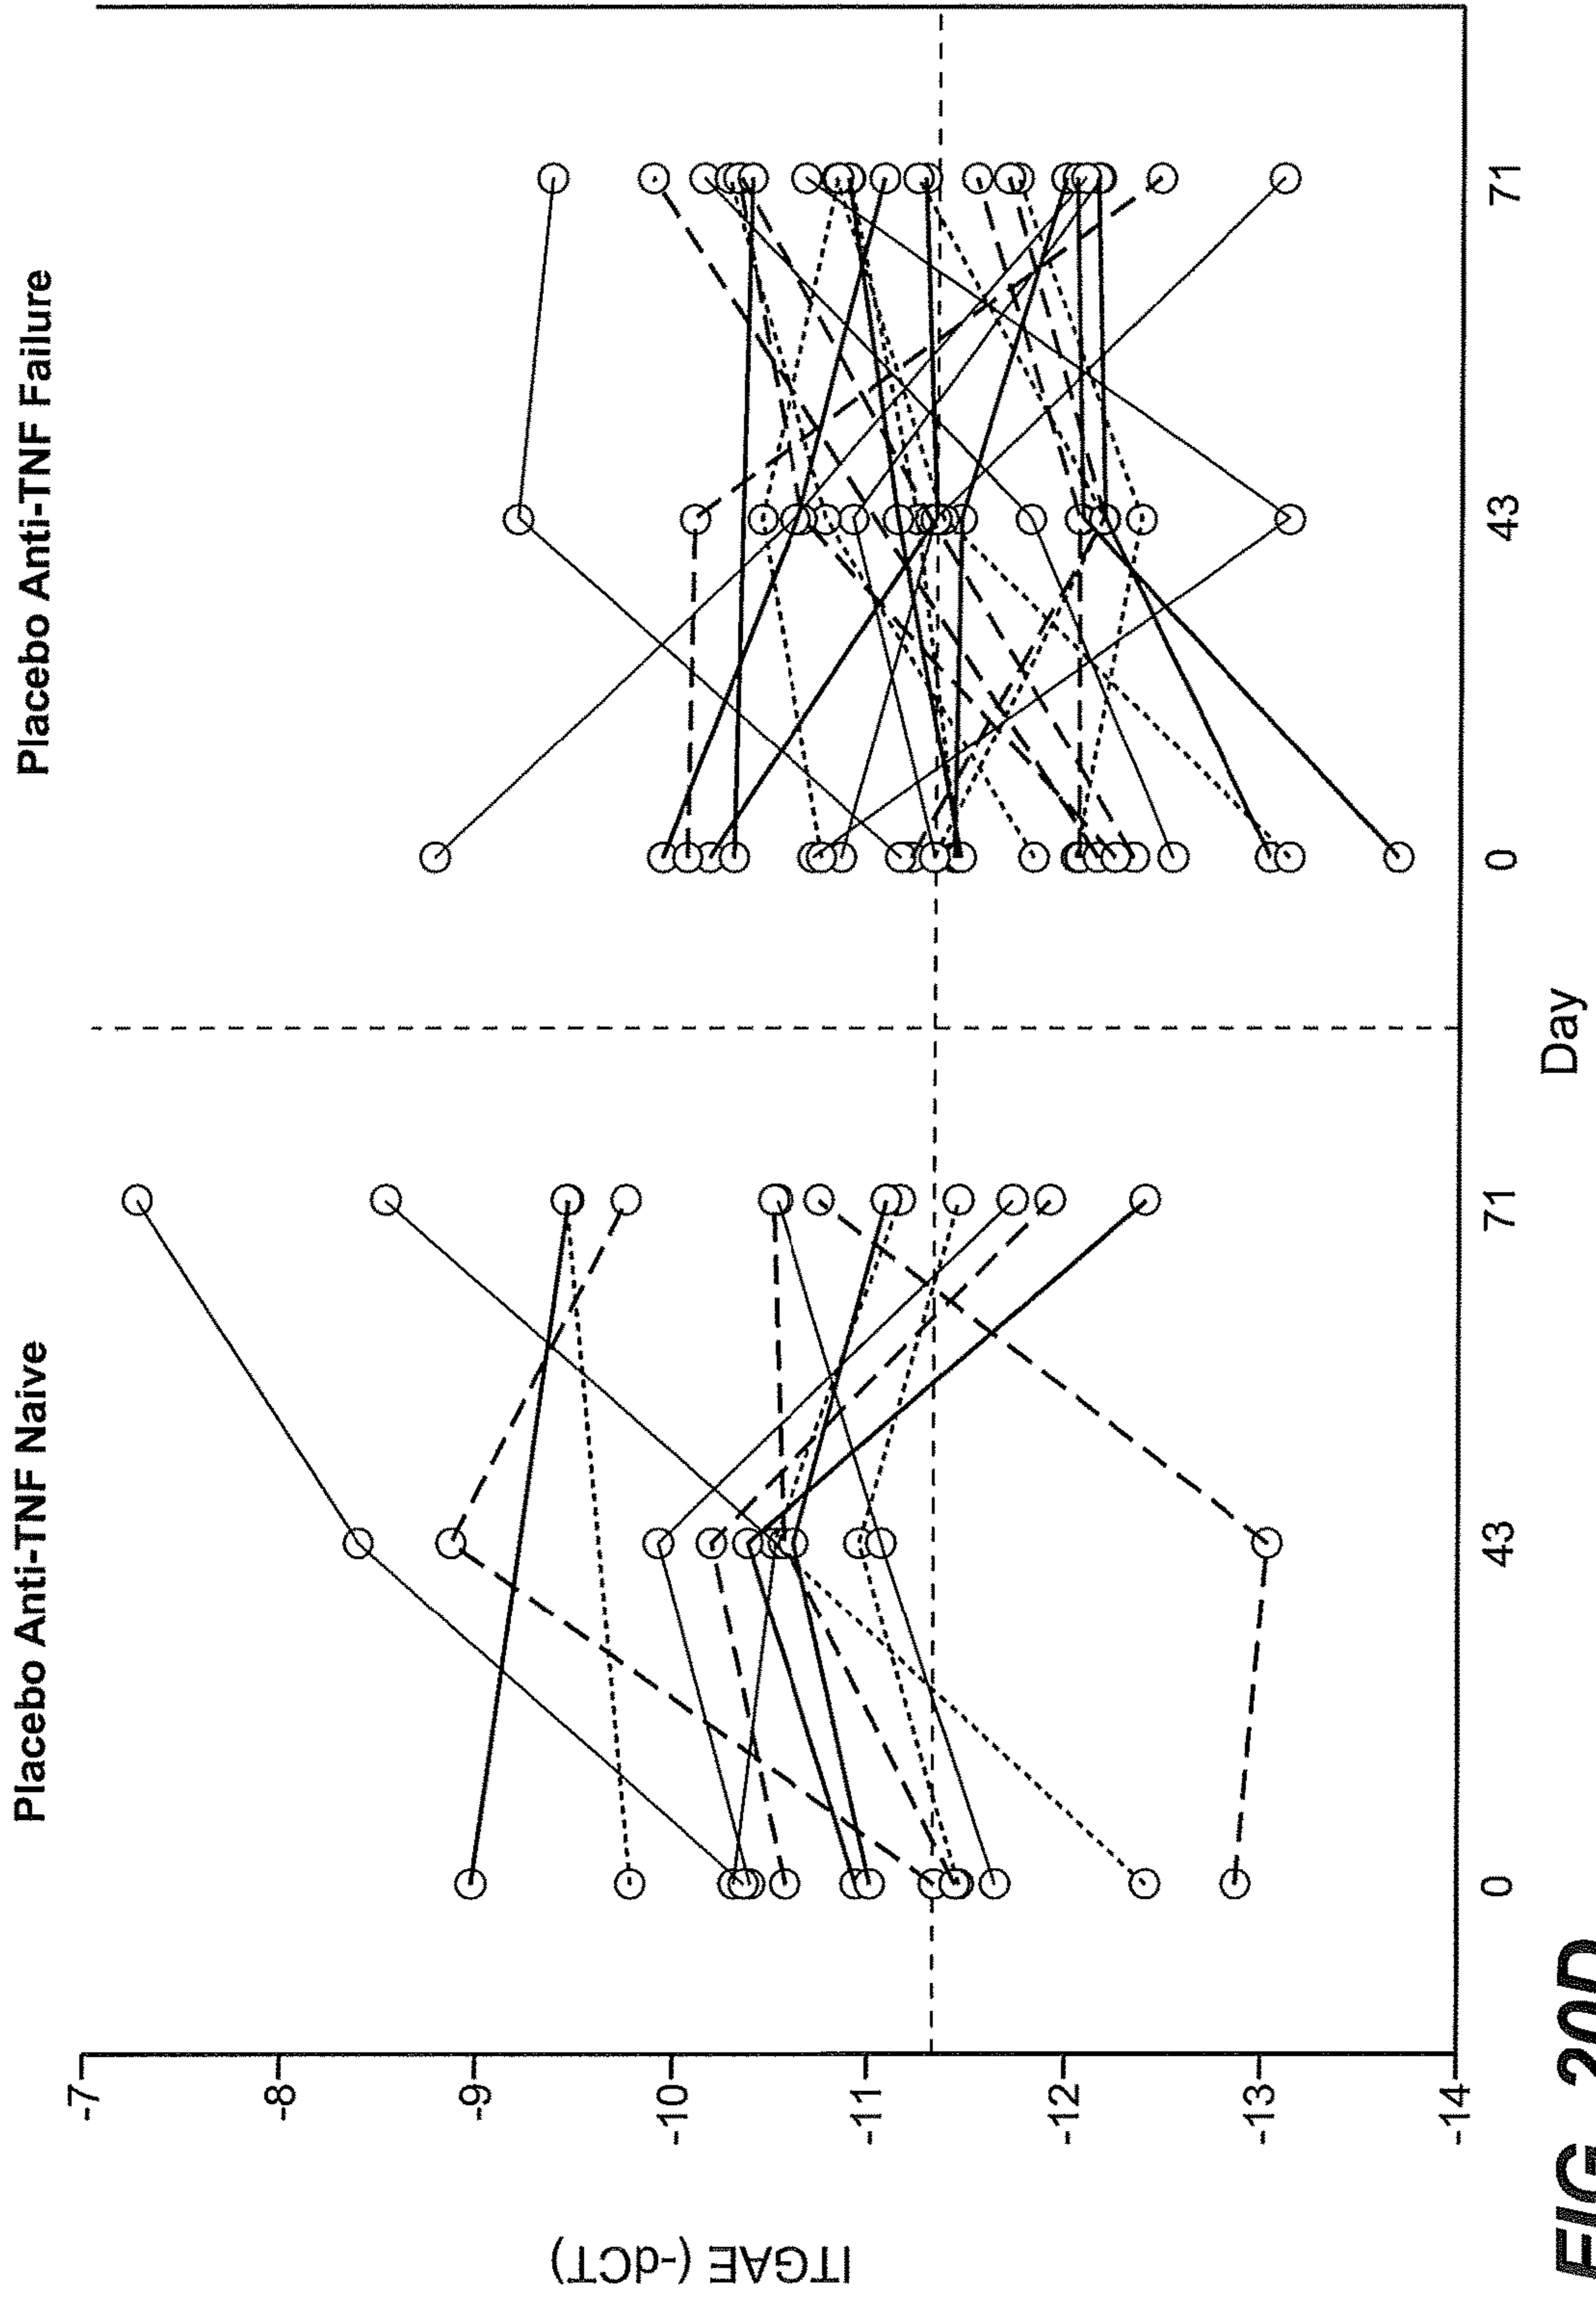 Placebo Anti-TNF Naive
Placebo Anti-TNF Failure
ITGAE (-dCT)
-7
-8
-9
-10
-11
-12
-13
-14
0
43
71
0
43
71
Day
FIG. 20D